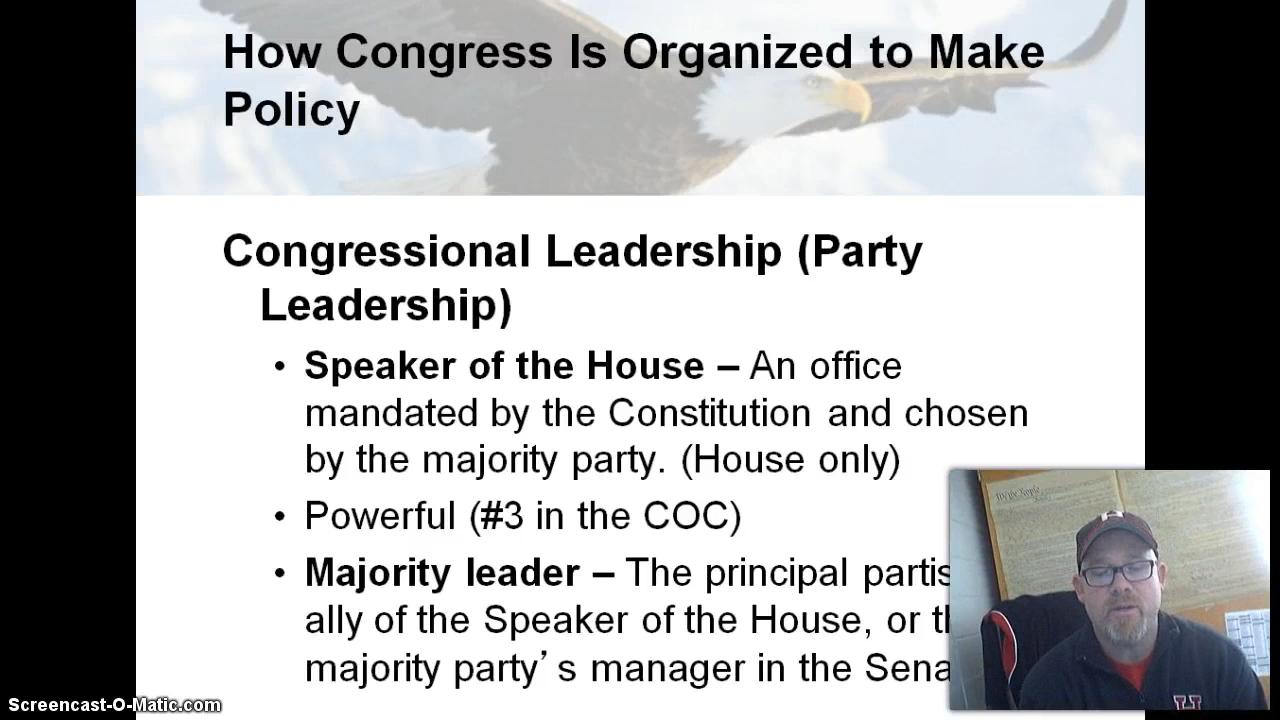 How Congress Is Organized to Make
Policy
Congressional Leadership (Party
Leadership)
• Speaker of the House – An office
mandated by the Constitution and chosen
by the majority party. (House only)
• Powerful (#3 in the COC)
• Majority leader – The principal partis
ally of the Speaker of the House, or th
majority party’s manager in the Sena
We the People
H
Screencast-O-Matic.com